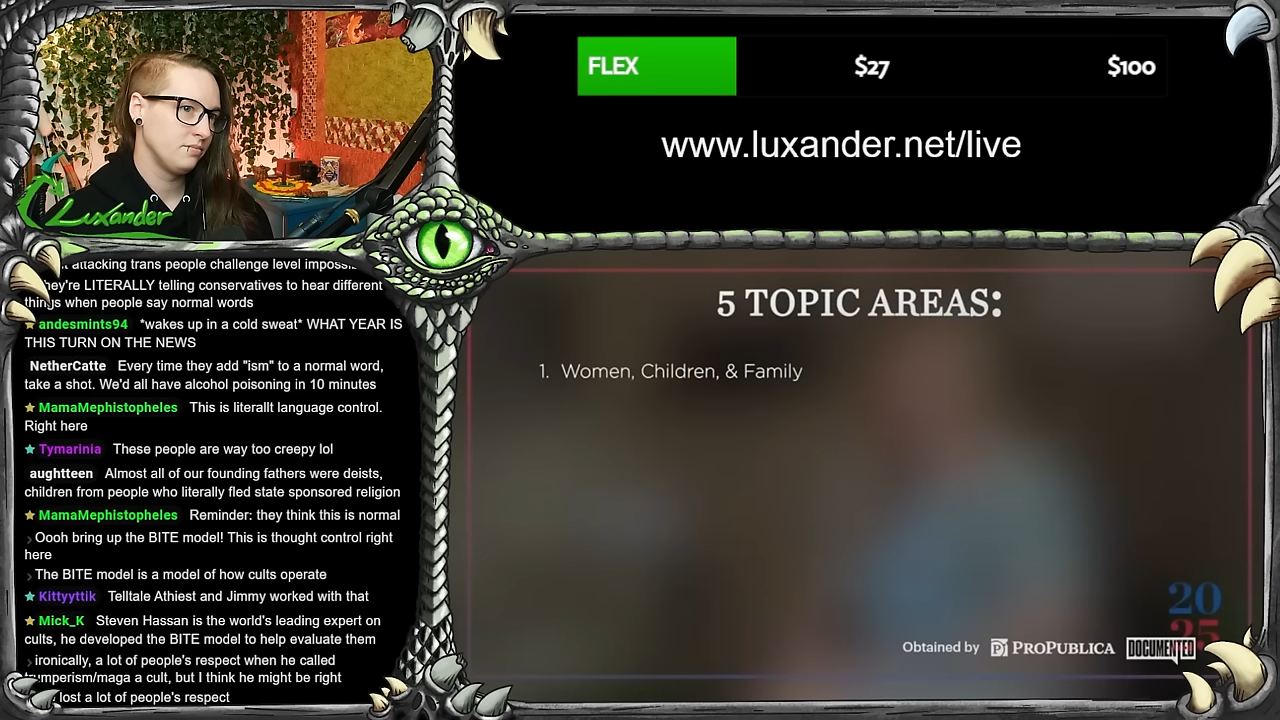 FLEX $27 $100
www.luxander.net/live
Luxander
attacking trans people challenge level
they're LITERALLY telling conservatives to hear different
things when people say normal words
andesmints94 *wakes up in a cold sweat* WHAT YEAR IS
THIS TURN ON THE NEWS
NetherCatte Every time they add "ism" to a normal word,
take a shot. We'd all have alcohol poisoning in 10 minutes
MamaMephistopheles This is literallt language control.
Right here
Tymarinia These people are way too creepy lol
aughtteen Almost all of our founding fathers were deists,
children from people who literally fled state sponsored religion
MamaMephistopheles Reminder: they think this is normal
Oooh bring up the BITE model! This is thought control right
here
The BITE model is a model of how cults operate
Kittyyttik Telltale Athiest and Jimmy worked with that
Mick_K Steven Hassan is the world's leading expert on
cults, he developed the BITE model to help evaluate them
ironically, a lot of people's respect when he called
trumperism/maga a cult, but I think he might be right
lost a lot of people's respect
5 TOPIC AREAS:
1. Women, Children, & Family
2025
Obtained by PROPUBLICA DOCUMENTED